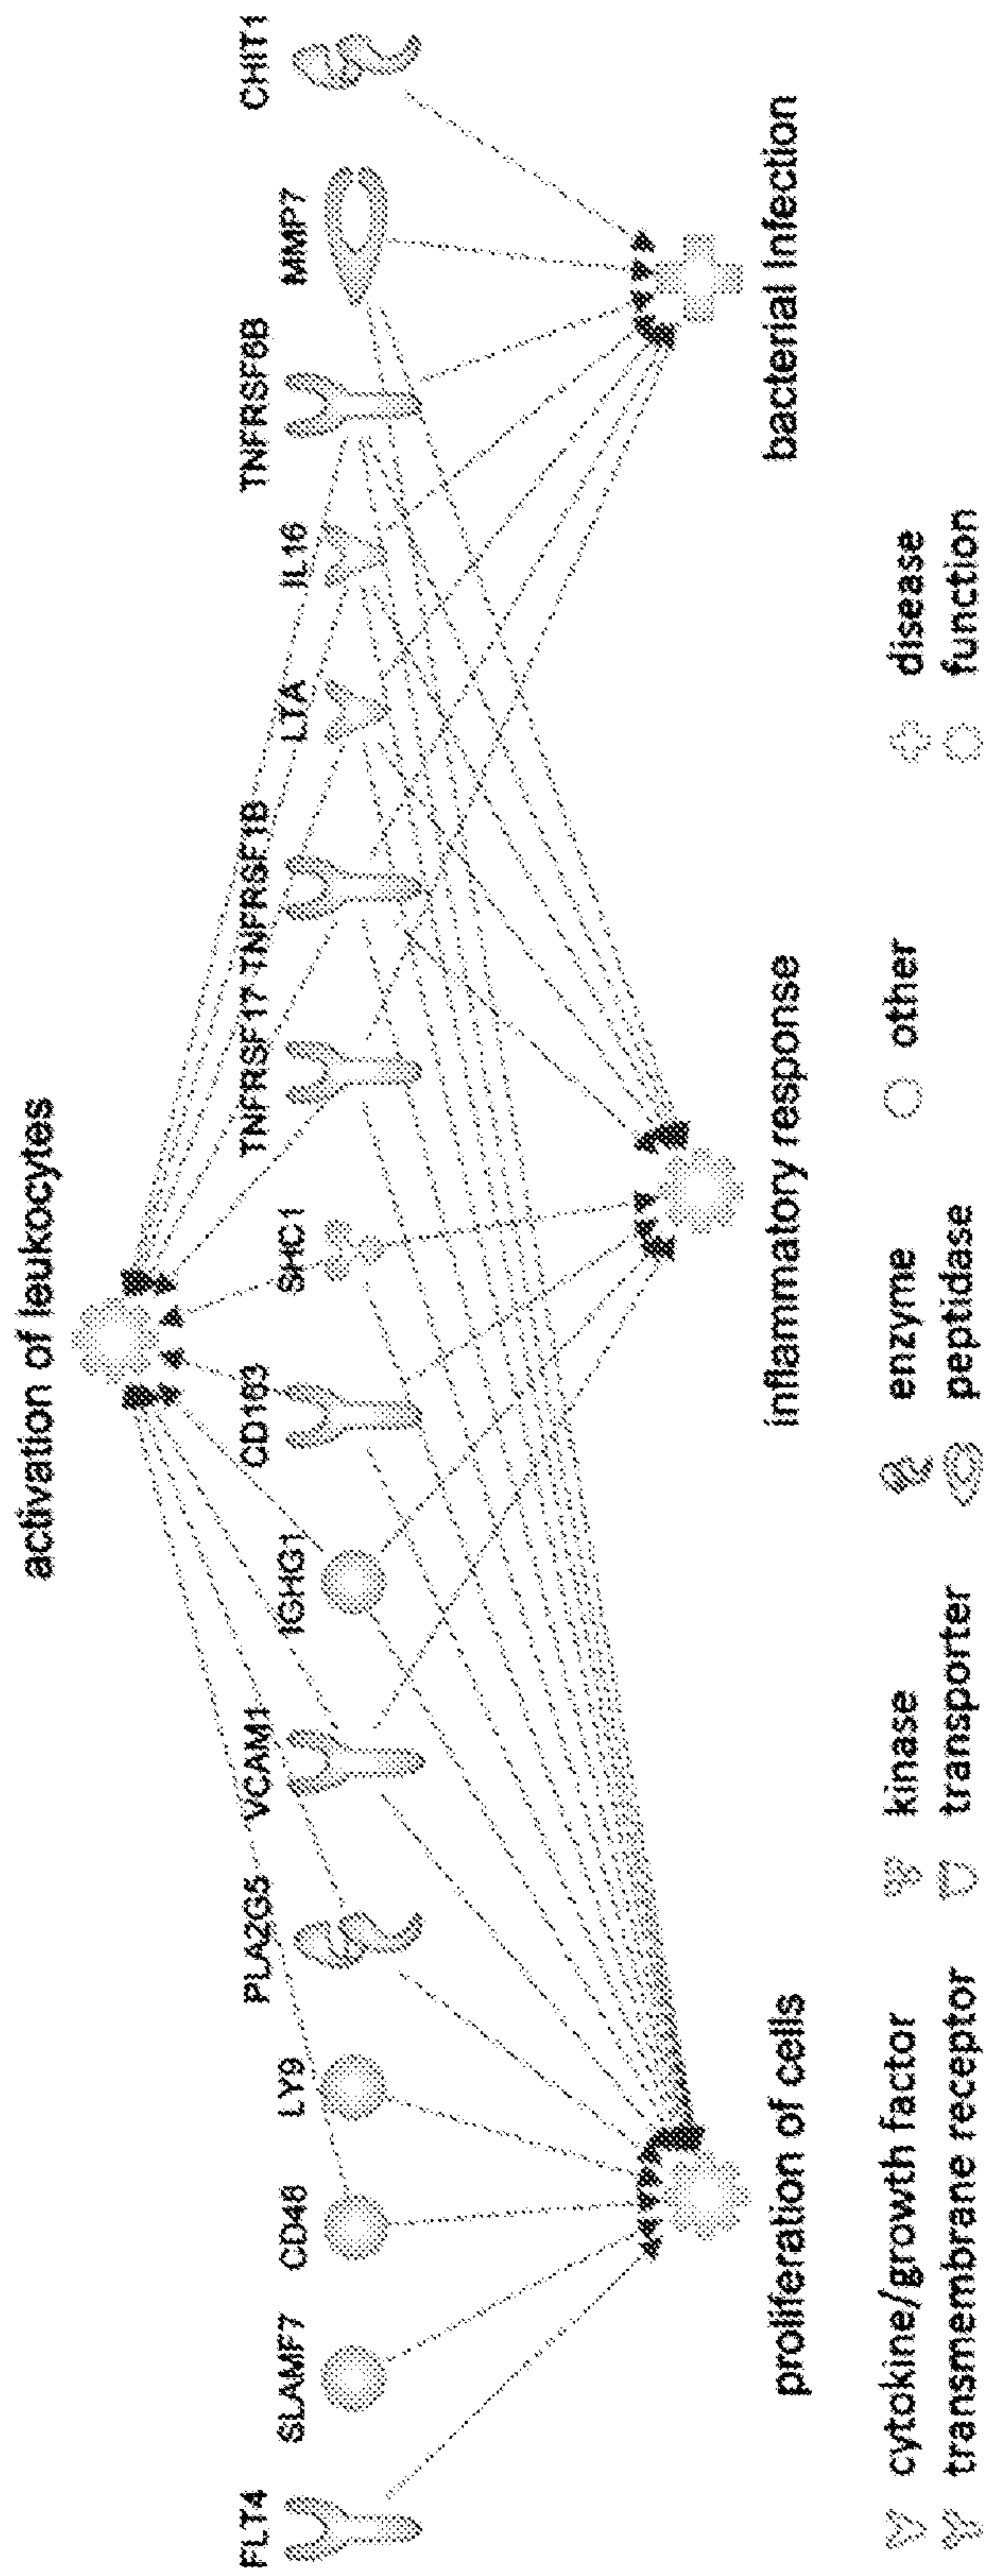 activation of leukocytes
FLT4
SLAMF7
CD48
LY9
PLA2G5
VCAM1
IGHG1
CD163
SHC1
TNFRSF17
TNFRSF1B
LTA
IL16
TNFRSF6B
MMP7
CHIT1
proliferation of cells
inflammatory response
bacterial infection
cytokine/growth factor
kinase
enzyme
other
disease
transmembrane receptor
transporter
peptidase
function